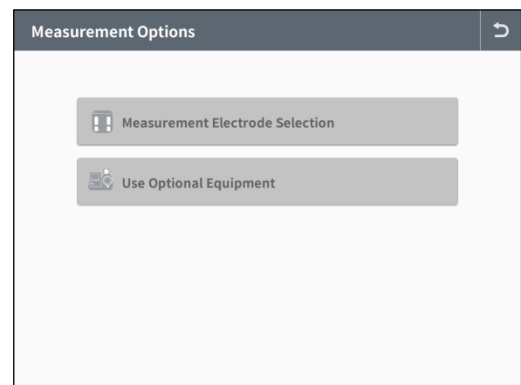 Measurement Options
Measurement Electrode Selection
Use Optional Equipment